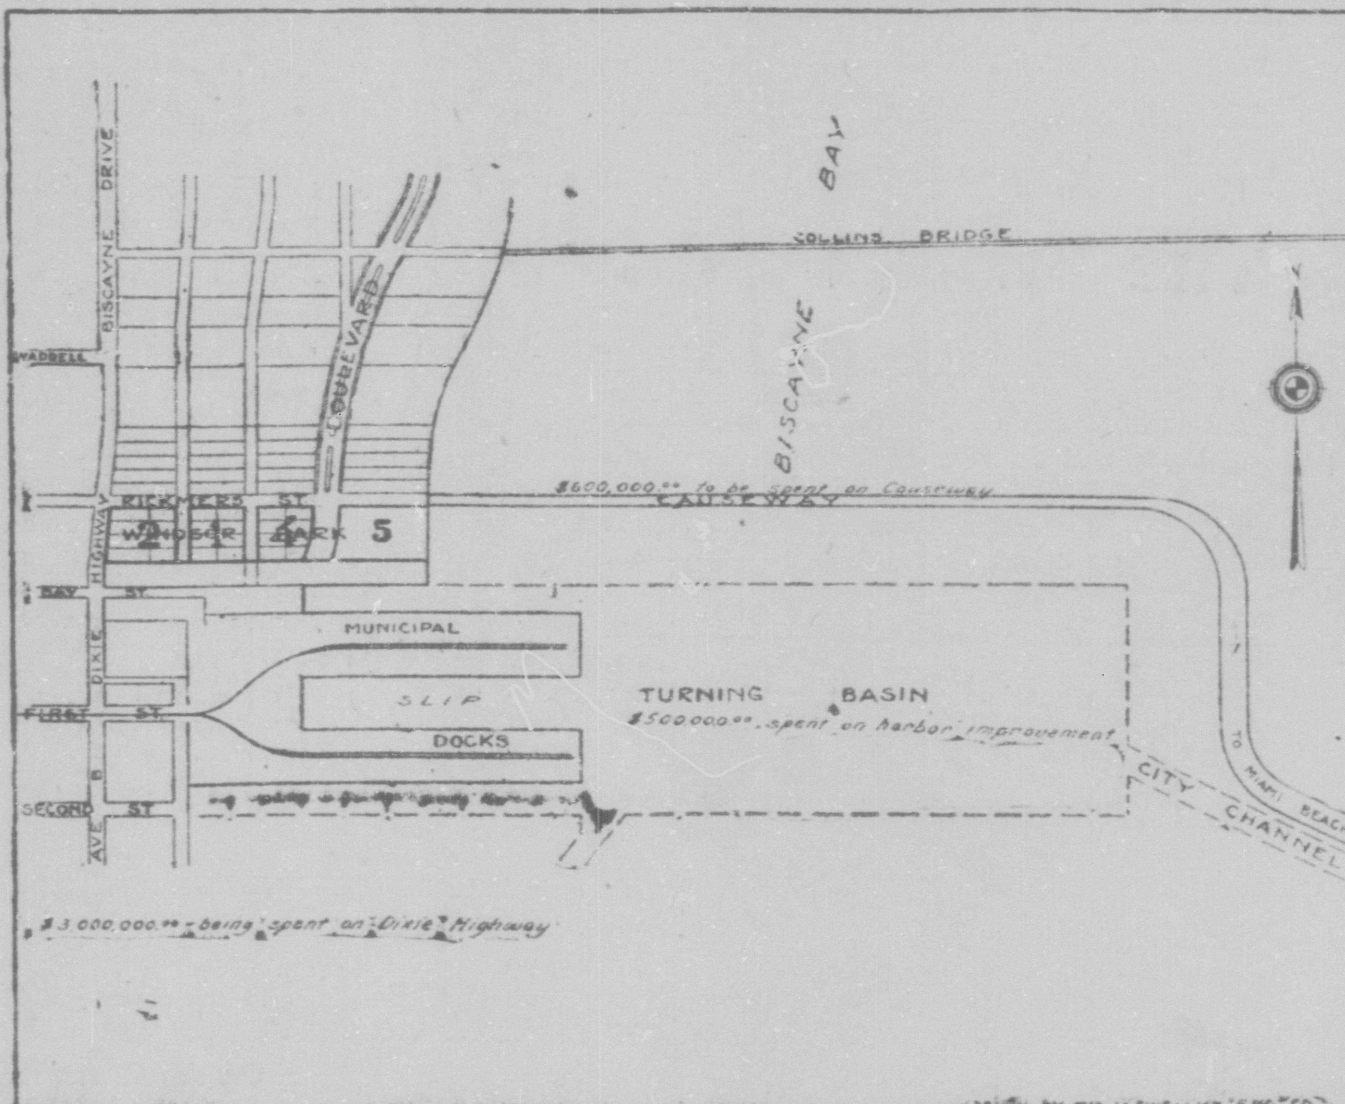 BISCAYNE DRIVE
BISCAYNE BAY
COLLINS BRIDGE
WADDELL
BOULEVARD
$600,000.00 to be spent on Causeway
RICKMERS ST.
CAUSEWAY
WINDSOR PARK
2 1 4 5
DIXIE HIGHWAY
BAY ST.
MUNICIPAL
SLIP
TURNING BASIN
FIRST ST.
$500,000.00 spent on harbor improvement
DOCKS
TO MIAMI BEACH
CITY CHANNEL
SECOND ST
AVE B
$3,000,000.00 - being spent on Dixie Highway